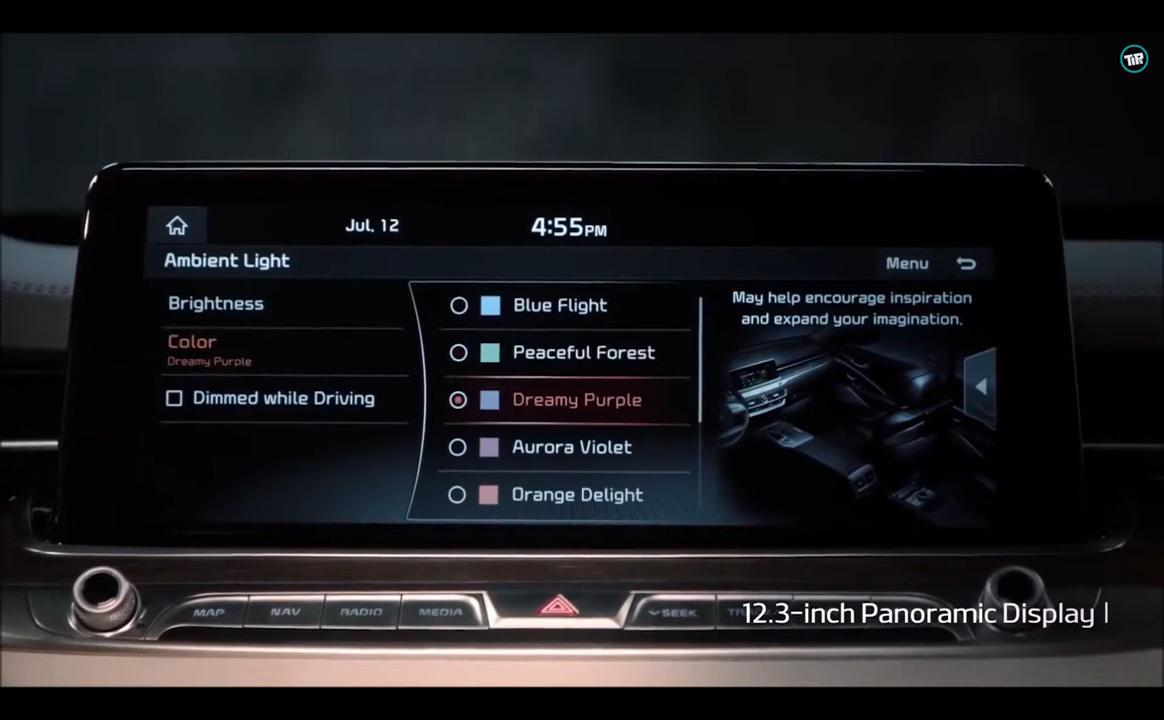 TiR
Jul. 12
4:55PM
Ambient Light
Menu
Brightness
Color
Dreamy Purple
Dimmed while Driving
Blue Flight
Peaceful Forest
Dreamy Purple
Aurora Violet
Orange Delight
May help encourage inspiration
and expand your imagination.
MAP
NAV
RADIO
MEDIA
SEEK
12.3-inch Panoramic Display